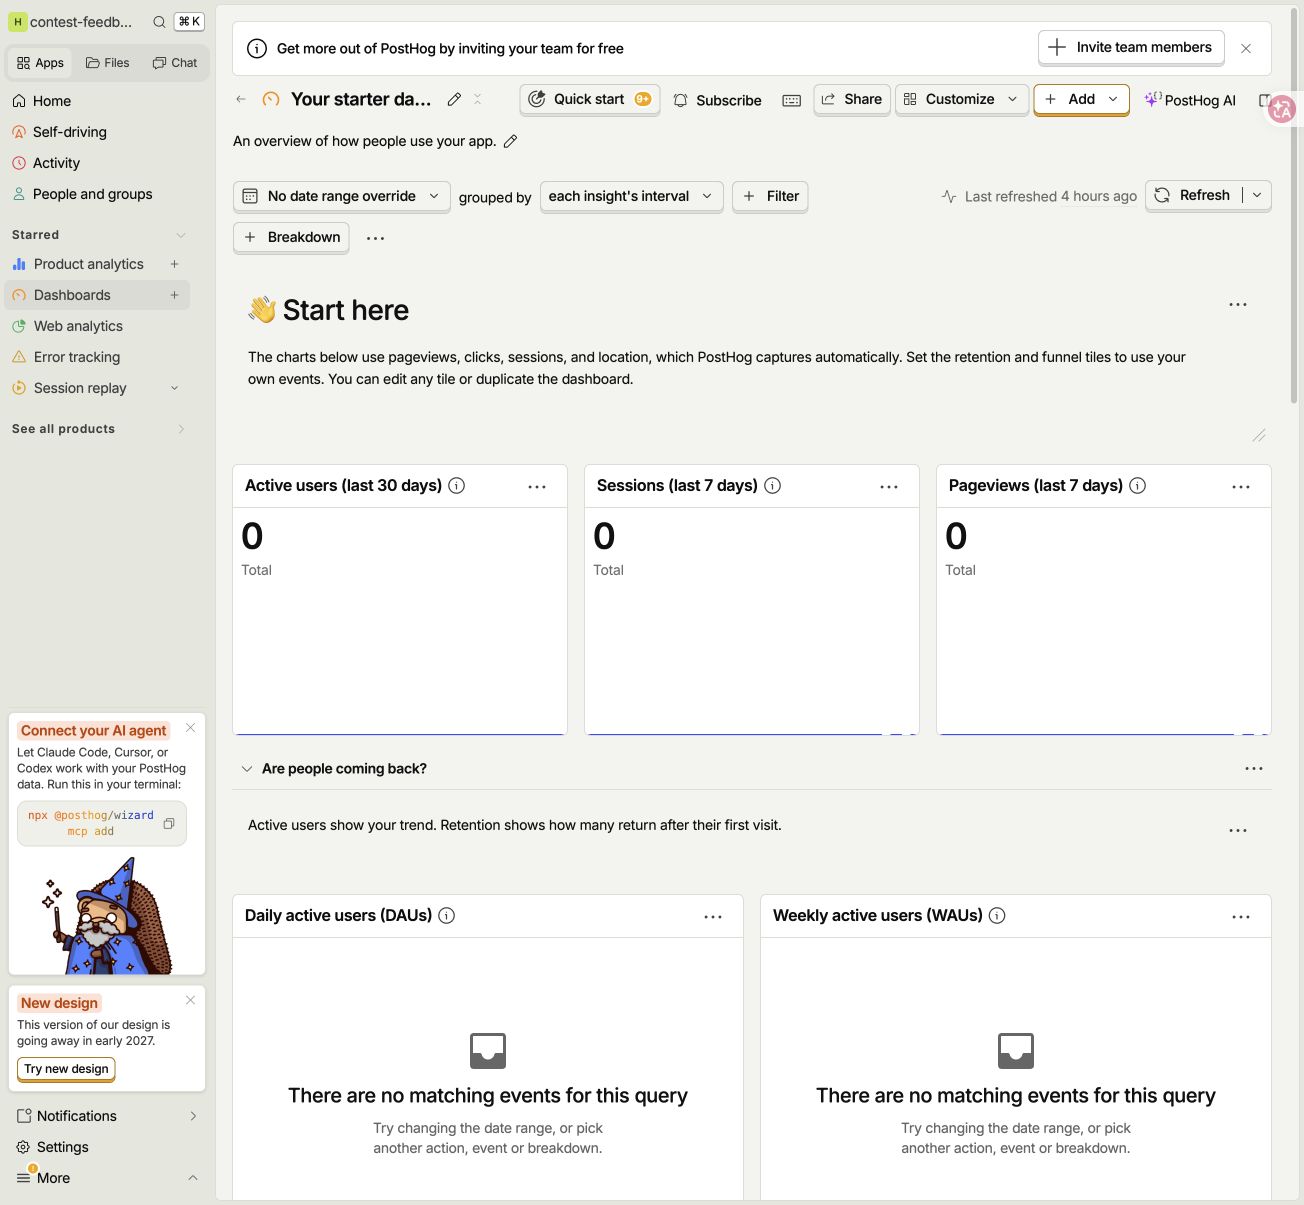 H contest-feedb... ⌘ K
Apps Files Chat
Home
Self-driving
Activity
People and groups
Starred
Product analytics
Dashboards
Web analytics
Error tracking
Session replay
See all products
Connect your AI agent
Let Claude Code, Cursor, or
Codex work with your PostHog
data. Run this in your terminal:
npx @posthog/wizard
mcp add
New design
This version of our design is
going away in early 2027.
Try new design
Notifications
Settings
More
Get more out of PostHog by inviting your team for free
Invite team members
Your starter da...
Quick start 9+
Subscribe
Share
Customize
Add
PostHog AI
An overview of how people use your app.
No date range override grouped by each insight's interval Filter
Last refreshed 4 hours ago Refresh
Breakdown
👋 Start here
The charts below use pageviews, clicks, sessions, and location, which PostHog captures automatically. Set the retention and funnel tiles to use your
own events. You can edit any tile or duplicate the dashboard.
Active users (last 30 days)
0
Total
Sessions (last 7 days)
0
Total
Pageviews (last 7 days)
0
Total
Are people coming back?
Active users show your trend. Retention shows how many return after their first visit.
Daily active users (DAUs)
There are no matching events for this query
Try changing the date range, or pick
another action, event or breakdown.
Weekly active users (WAUs)
There are no matching events for this query
Try changing the date range, or pick
another action, event or breakdown.